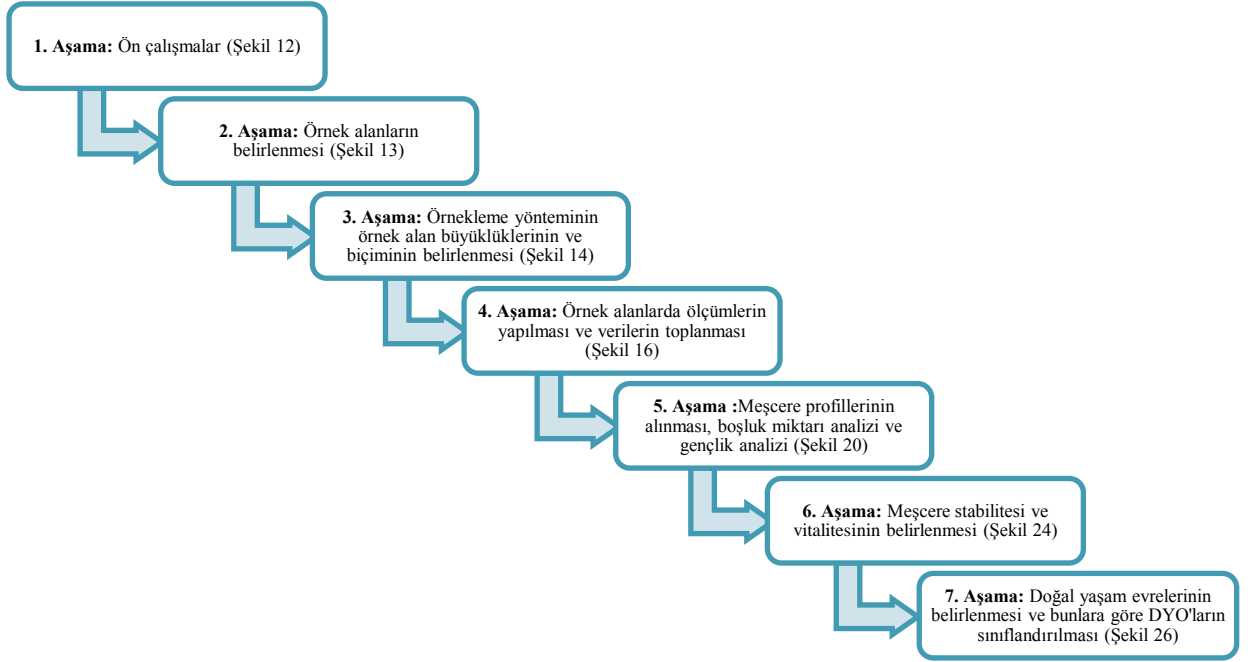 1. Aşama: Ön çalışmalar (Şekil 12)
2. Aşama: Örnek alanların
belirlenmesi (Şekil 13)
3. Aşama: Örnekleme yönteminin
örnek alan büyüklüklerinin ve
biçiminin belirlenmesi (Şekil 14)
4. Aşama: Örnek alanlarda ölçümlerin
yapılması ve verilerin toplanması
(Şekil 16)
5. Aşama :Meşcere profillerinin
alınması, boşluk miktarı analizi ve
gençlik analizi (Şekil 20)
6. Aşama: Meşcere stabilitesi ve
vitalitesinin belirlenmesi (Şekil 24)
7. Aşama: Doğal yaşam evrelerinin
belirlenmesi ve bunlara göre DYO'ların
sınıflandırılması (Şekil 26)